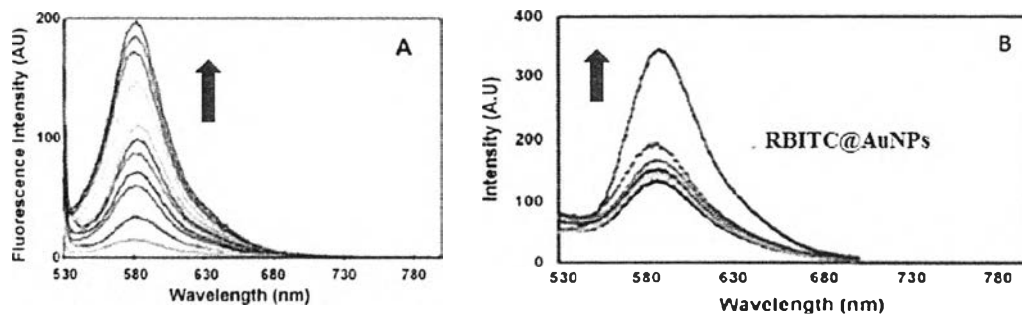 200
100
0
Fluorescence Intensity (AU)
A
530 580 630 680 730 780
Wavelength (nm)
400
300
200
100
0
Intensity (A.U)
B
RBITC@AuNPs
530 580 630 680 730 780
Wavelength (nm)